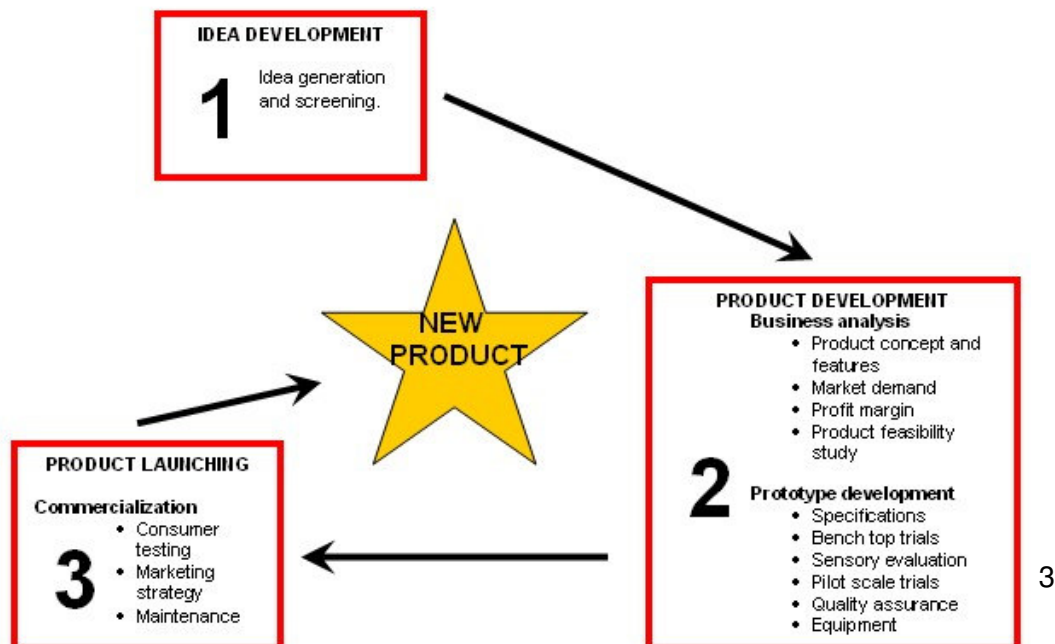 IDEA DEVELOPMENT
1
Idea generation
and screening.
NEW
PRODUCT
PRODUCT DEVELOPMENT
Business analysis
• Product concept and
features
• Market demand
• Profit margin
• Product feasibility
study
2
Prototype development
• Specifications
• Bench top trials
• Sensory evaluation
• Pilot scale trials
• Quality assurance
• Equipment
PRODUCT LAUNCHING
Commercialization
3
• Consumer
testing
• Marketing
strategy
• Maintenance
3